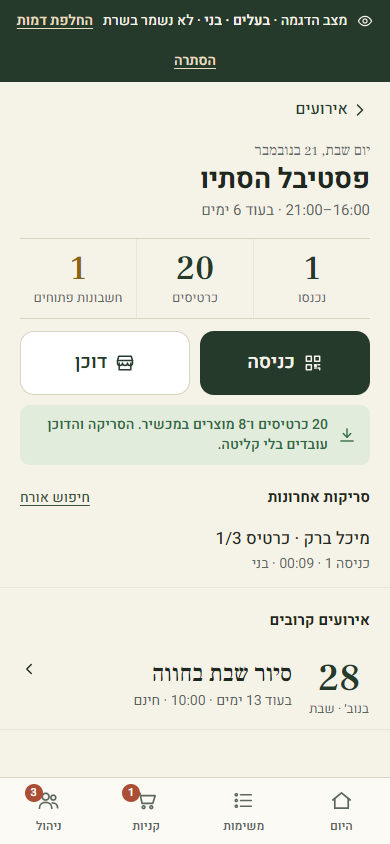 מצב הדגמה · בעלים · בני · לא נשמר בשרת החלפת דמות
הסתרה
אירועים
יום שבת, 21 בנובמבר
פסטיבל הסתיו
16:00–21:00 · בעוד 6 ימים
1 20 1
נכנסו כרטיסים חשבונות פתוחים
כניסה דוכן
20 כרטיסים ו־8 מוצרים במכשיר. הסריקה והדוכן
עובדים בלי קליטה.
סריקות אחרונות חיפוש אורח
מיכל ברק · כרטיס 1/3
כניסה 1 · 00:09 · בני
אירועים קרובים
28 סיור שבת בחווה
בנוב׳ · שבת בעוד 13 ימים · 10:00 · חינם
1 3
היום משימות קניות ניהול